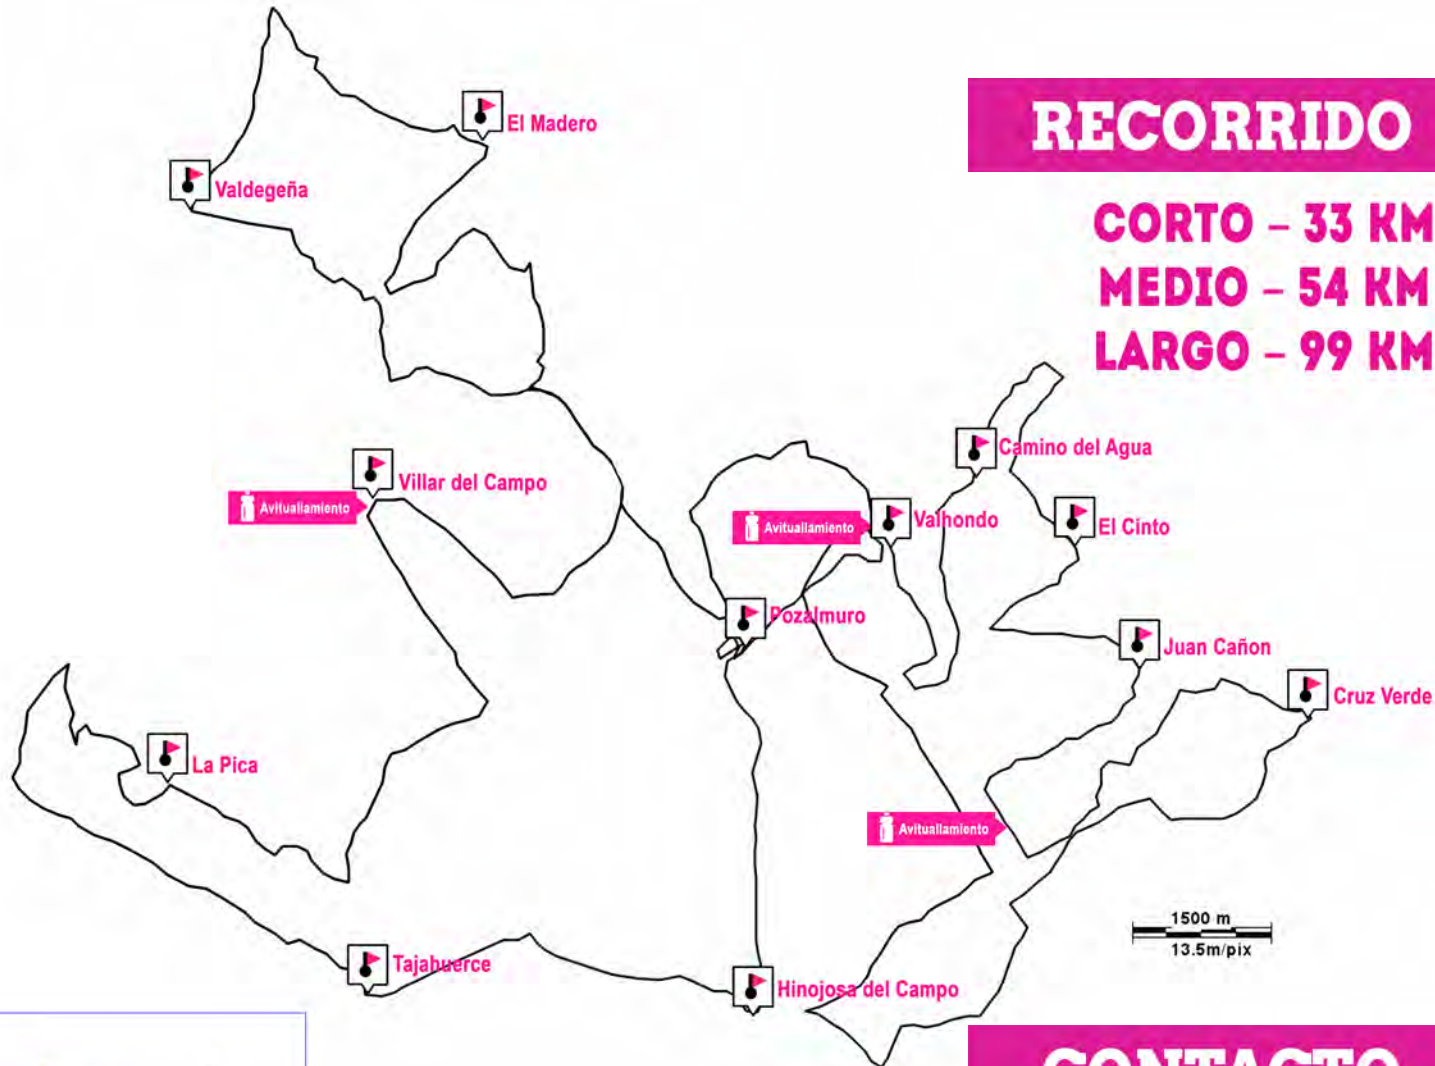 El Madero
Valdegeña
RECORRIDO
CORTO – 33 KM
MEDIO – 54 KM
LARGO – 99 KM
Camino del Agua
Villar del Campo
Avituallamiento
Avituallamiento
Valhondo
El Cinto
Pozalmuro
Juan Cañon
Cruz Verde
La Pica
Avituallamiento
1500 m
13.5m/pix
Tajahuerce
Hinojosa del Campo
CONTACTO